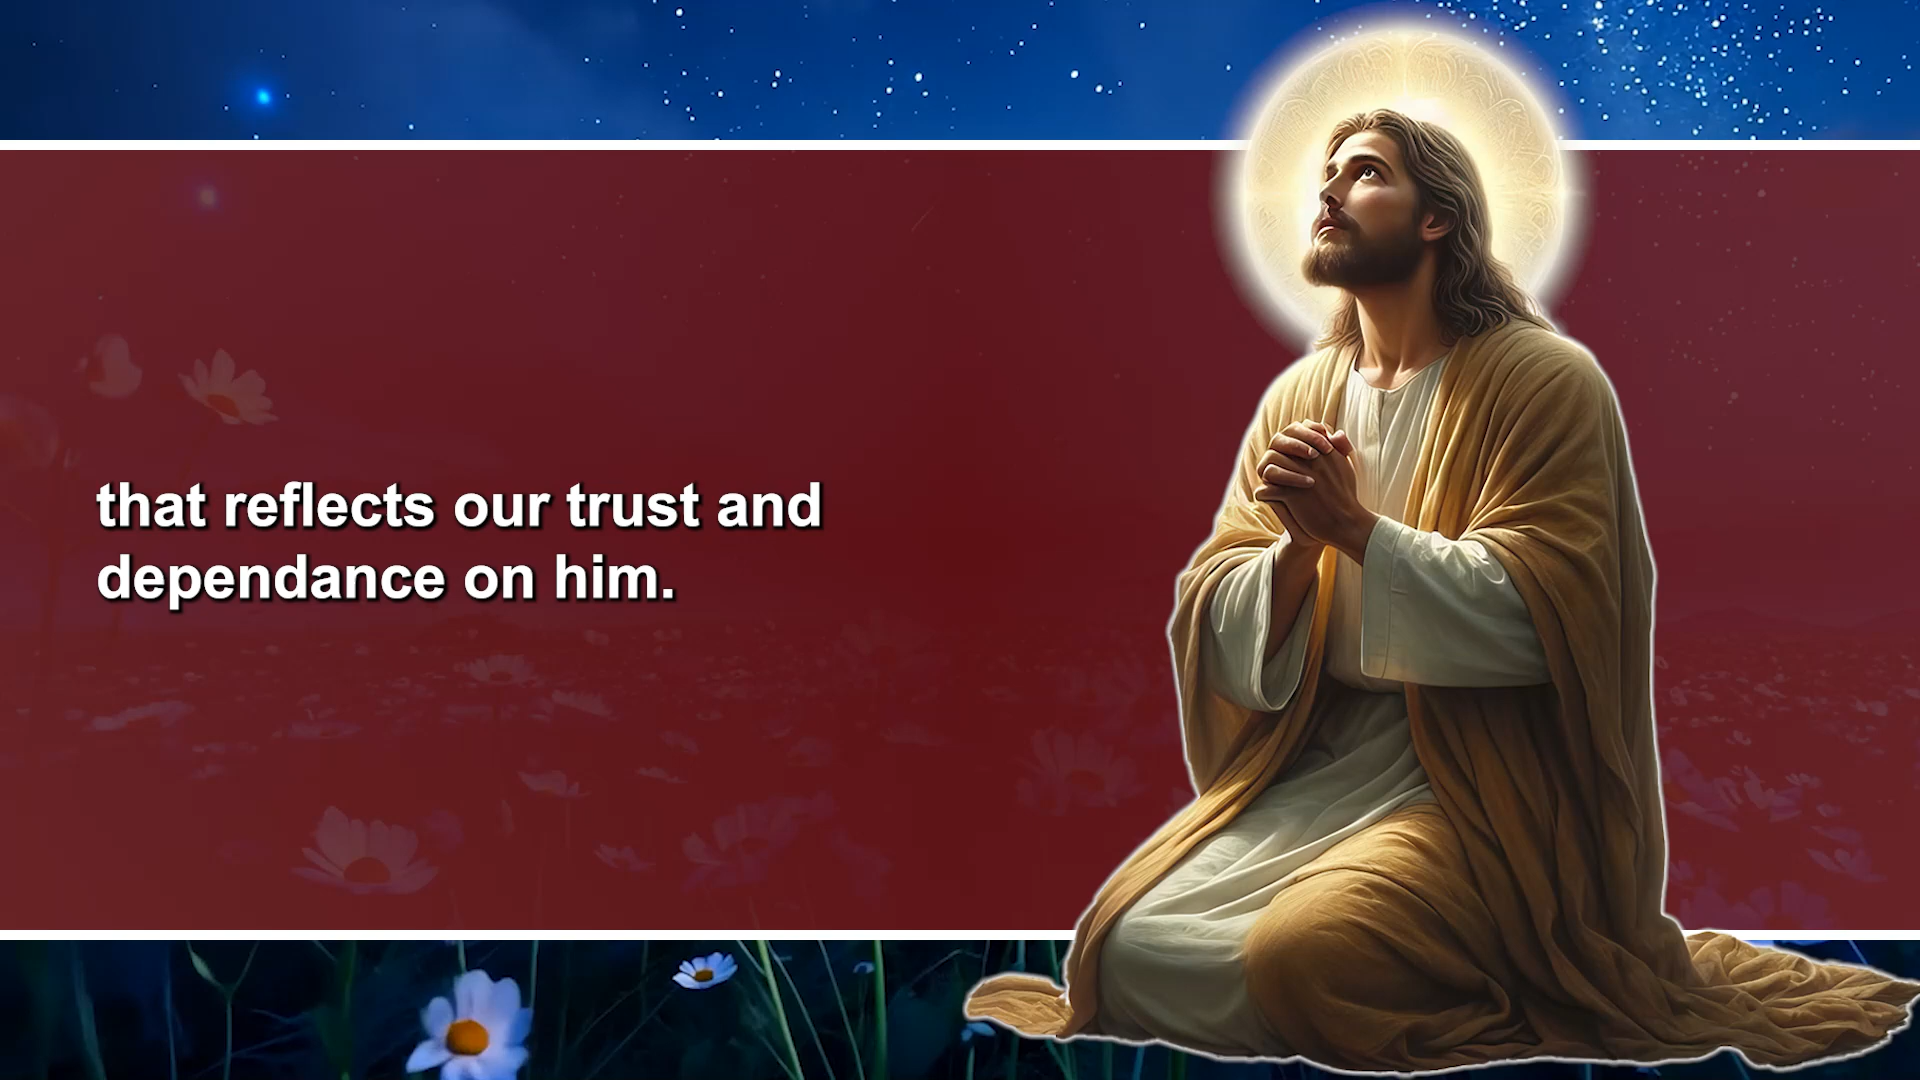 that reflects our trust and
dependance on him.